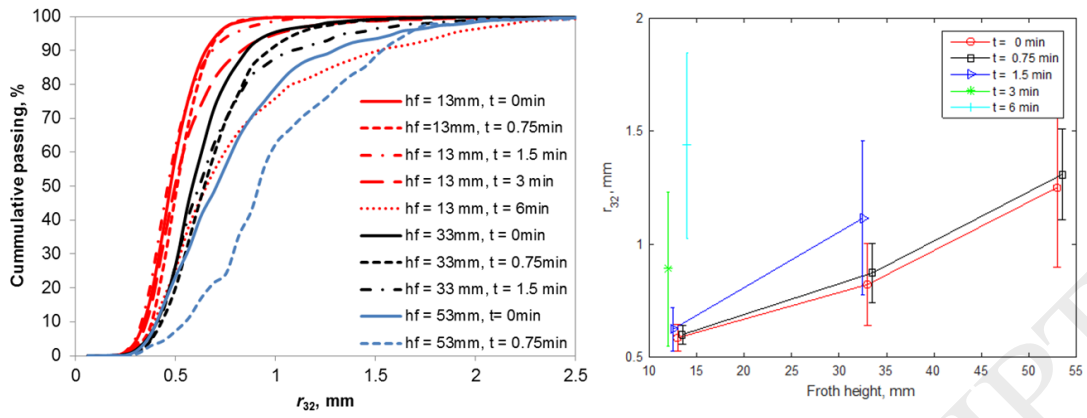 100
90
80
70
60
50
40
30
20
10
0
Cummulative passing, %
0
0.5
1
1.5
2
2.5
r32, mm
hf = 13mm, t = 0min
hf =13mm, t = 0.75min
hf = 13 mm, t = 1.5 min
hf = 13 mm, t = 3 min
hf = 13 mm, t = 6min
hf = 33mm, t = 0min
hf = 33mm, t = 0.75min
hf = 33 mm, t = 1.5 min
hf = 53mm, t= 0min
hf = 53mm, t = 0.75min
2
1.5
1
0.5
r32, mm
10
15
20
25
30
35
40
45
50
55
Froth height, mm
t = 0 min
t = 0.75 min
t = 1.5 min
t = 3 min
t = 6 min